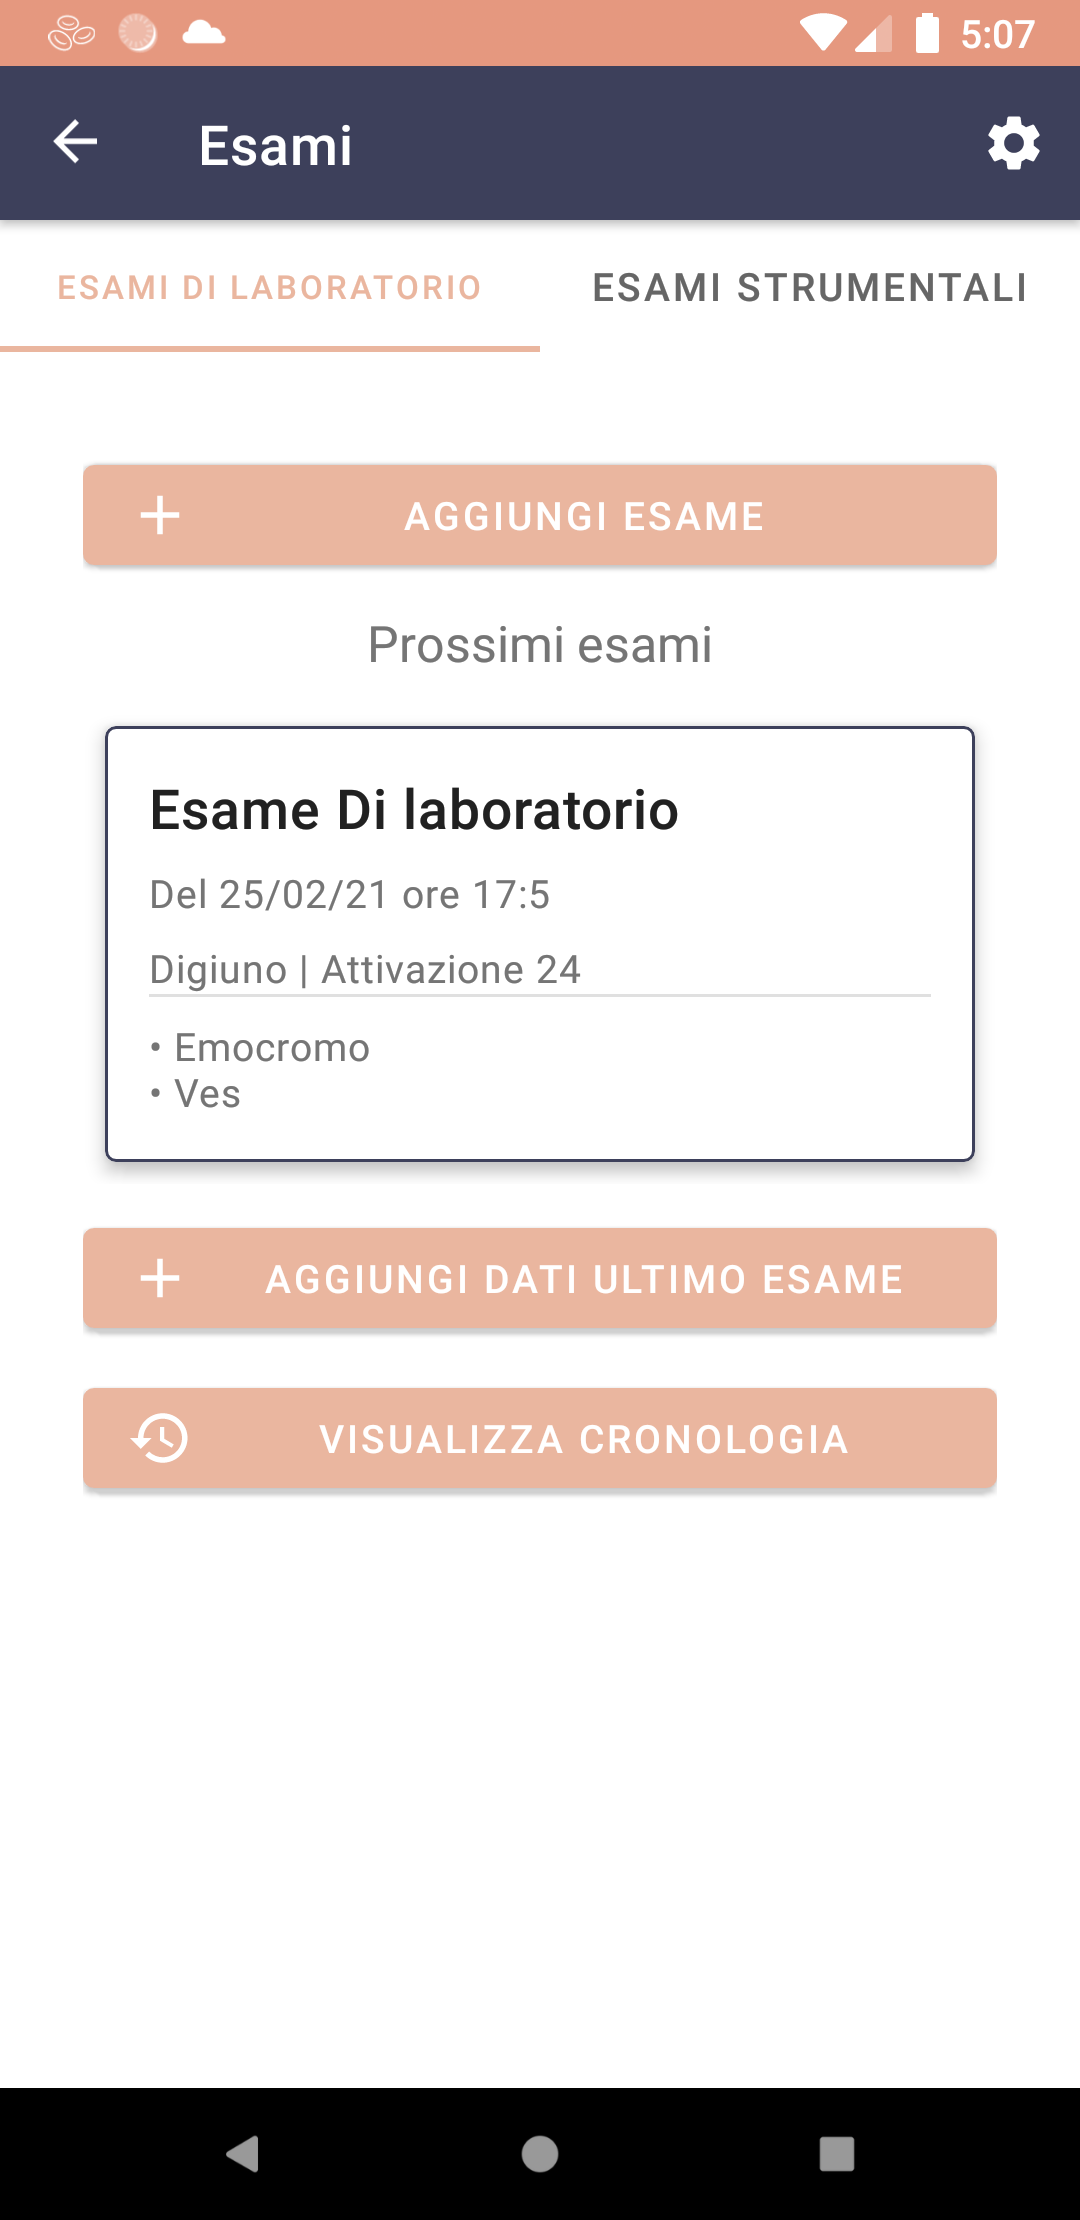 5:07
Esami
ESAMI DI LABORATORIO
ESAMI STRUMENTALI
AGGIUNGI ESAME
Prossimi esami
Esame Di laboratorio
Del 25/02/21 ore 17:5
Digiuno | Attivazione 24
• Emocromo
• Ves
AGGIUNGI DATI ULTIMO ESAME
VISUALIZZA CRONOLOGIA